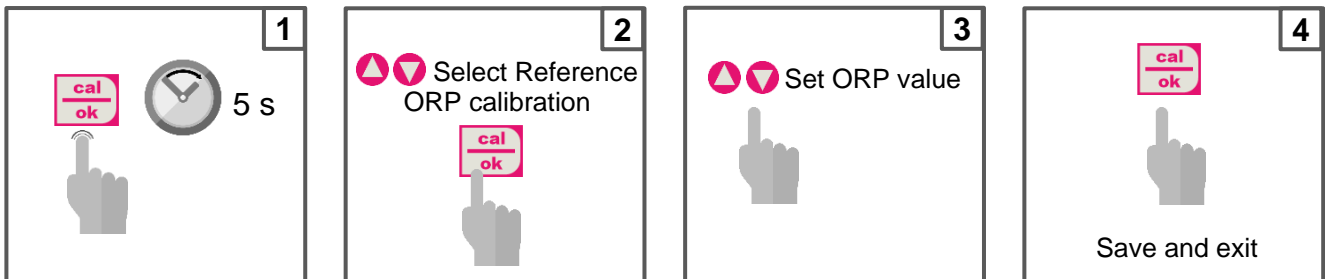 1
cal
ok
5 s
2
Select Reference
ORP calibration
cal
ok
3
Set ORP value
4
cal
ok
Save and exit